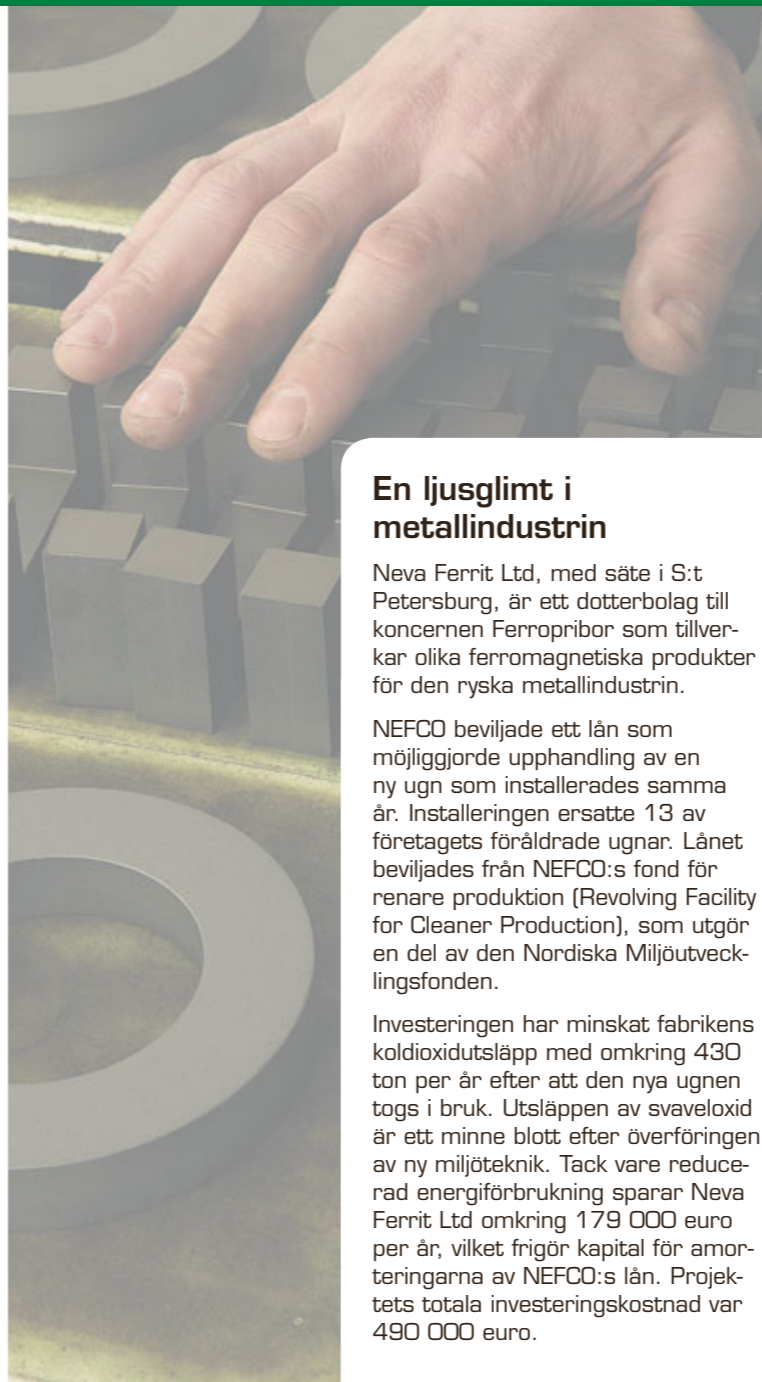 En ljusglimt i
metallindustrin
Neva Ferrit Ltd, med säte i S:t
Petersburg, är ett dotterbolag till
koncernen Ferropribor som tillver-
kar olika ferromagnetiska produkter
för den ryska metallindustrin.
NEFCO beviljade ett lån som
möjliggjorde upphandling av en
ny ugn som installerades samma
år. Installeringen ersatte 13 av
företagets föråldrade ugnar. Lånet
beviljades från NEFCO:s fond för
renare produktion (Revolving Facility
for Cleaner Production), som utgör
en del av den Nordiska Miljöutveck-
lingsfonden.
Investeringen har minskat fabrikens
koldioxidutsläpp med omkring 430
ton per år efter att den nya ugnen
togs i bruk. Utsläppen av svaveloxid
är ett minne blott efter överföringen
av ny miljöteknik. Tack vare reduce-
rad energiförbrukning sparar Neva
Ferrit Ltd omkring 179 000 euro
per år, vilket frigör kapital för amor-
teringarna av NEFCO:s lån. Projek-
tets totala investeringskostnad var
490 000 euro.